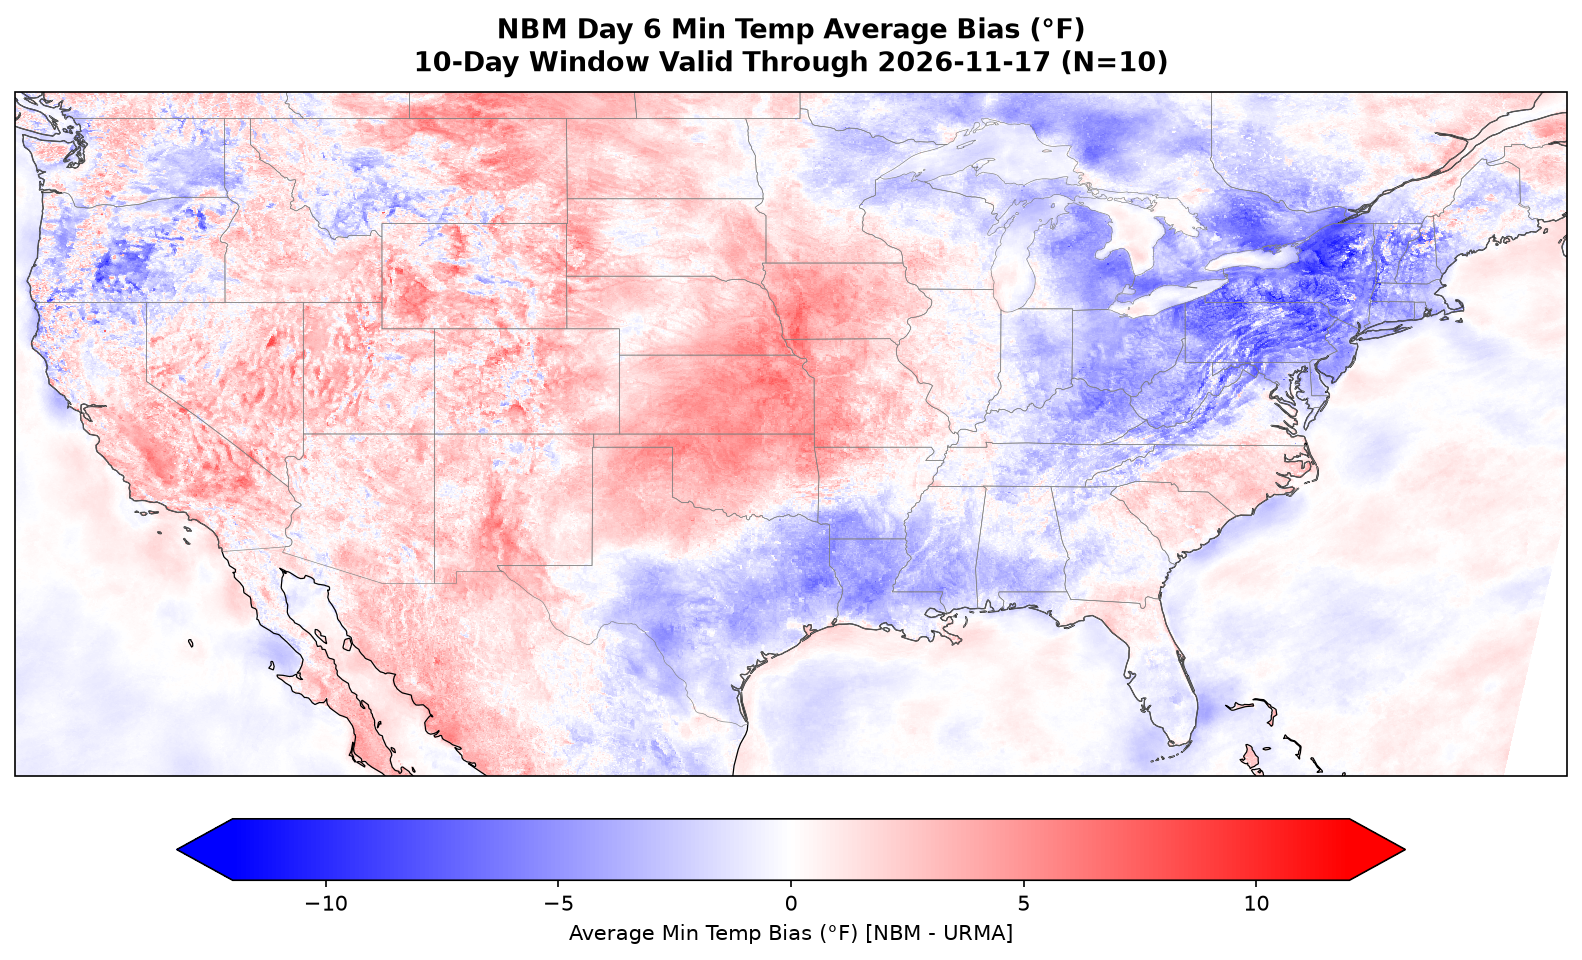 NBM Day 6 Min Temp Average Bias (°F)
10-Day Window Valid Through 2026-11-17 (N=10)
−10 −5 0 5 10
Average Min Temp Bias (°F) [NBM - URMA]